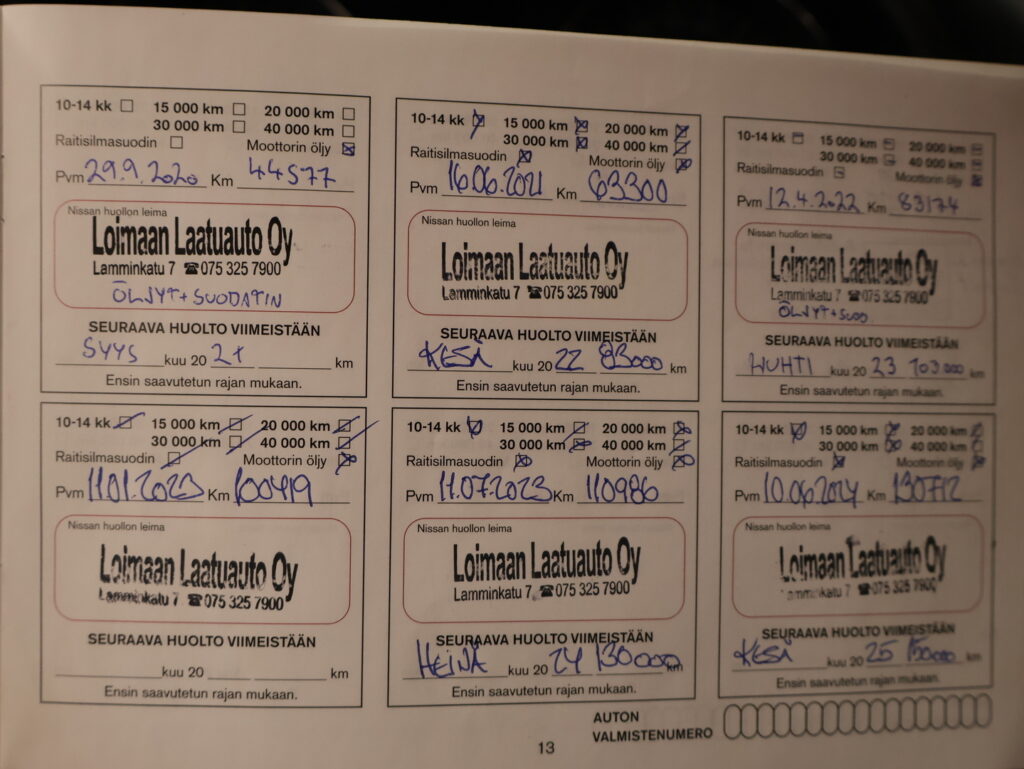 10-14 kk 15 000 km 20 000 km
30 000 km 40 000 km
Raitisilmasuodin Moottorin öljy
Pvm 29.9.2020 Km 44577
Nissan huollon leima
Loimaan Laatuauto Oy
Lamminkatu 7 ☎ 075 325 7900
ÖLJYT+SUODATIN
SEURAAVA HUOLTO VIIMEISTÄÄN
SYYS kuu 20 21 km
Ensin saavutetun rajan mukaan.
10-14 kk 15 000 km 20 000 km
30 000 km 40 000 km
Raitisilmasuodin Moottorin öljy
Pvm 16.06.2021 Km 63300
Nissan huollon leima
Loimaan Laatuauto Oy
Lamminkatu 7 ☎ 075 325 7900
SEURAAVA HUOLTO VIIMEISTÄÄN
KESÄ kuu 20 22 83000 km
Ensin saavutetun rajan mukaan.
10-14 kk 15 000 km 20 000 km
30 000 km 40 000 km
Raitisilmasuodin Moottorin öljy
Pvm 12.4.2022 Km 83174
Nissan huollon leima
Loimaan Laatuauto Oy
Lamminkatu 7 ☎ 075 325 7900
ÖLJYT+SUOD.
SEURAAVA HUOLTO VIIMEISTÄÄN
HUHTI kuu 20 23 103.000 km
Ensin saavutetun rajan mukaan.
10-14 kk 15 000 km 20 000 km
30 000 km 40 000 km
Raitisilmasuodin Moottorin öljy
Pvm 11.01.2023 Km 100419
Nissan huollon leima
Loimaan Laatuauto Oy
Lamminkatu 7 ☎ 075 325 7900
SEURAAVA HUOLTO VIIMEISTÄÄN
kuu 20 km
Ensin saavutetun rajan mukaan.
10-14 kk 15 000 km 20 000 km
30 000 km 40 000 km
Raitisilmasuodin Moottorin öljy
Pvm 11.07.2023 Km 110986
Nissan huollon leima
Loimaan Laatuauto Oy
Lamminkatu 7 ☎ 075 325 7900
SEURAAVA HUOLTO VIIMEISTÄÄN
HEINÄ kuu 20 24 130000 km
Ensin saavutetun rajan mukaan.
10-14 kk 15 000 km 20 000 km
30 000 km 40 000 km
Raitisilmasuodin Moottorin öljy
Pvm 10.06.2024 Km 130712
Nissan huollon leima
Loimaan Laatuauto Oy
Lamminkatu 7 ☎ 075 325 7900
SEURAAVA HUOLTO VIIMEISTÄÄN
KESÄ kuu 20 25 150000 km
Ensin saavutetun rajan mukaan.
AUTON
VALMISTENUMERO
13